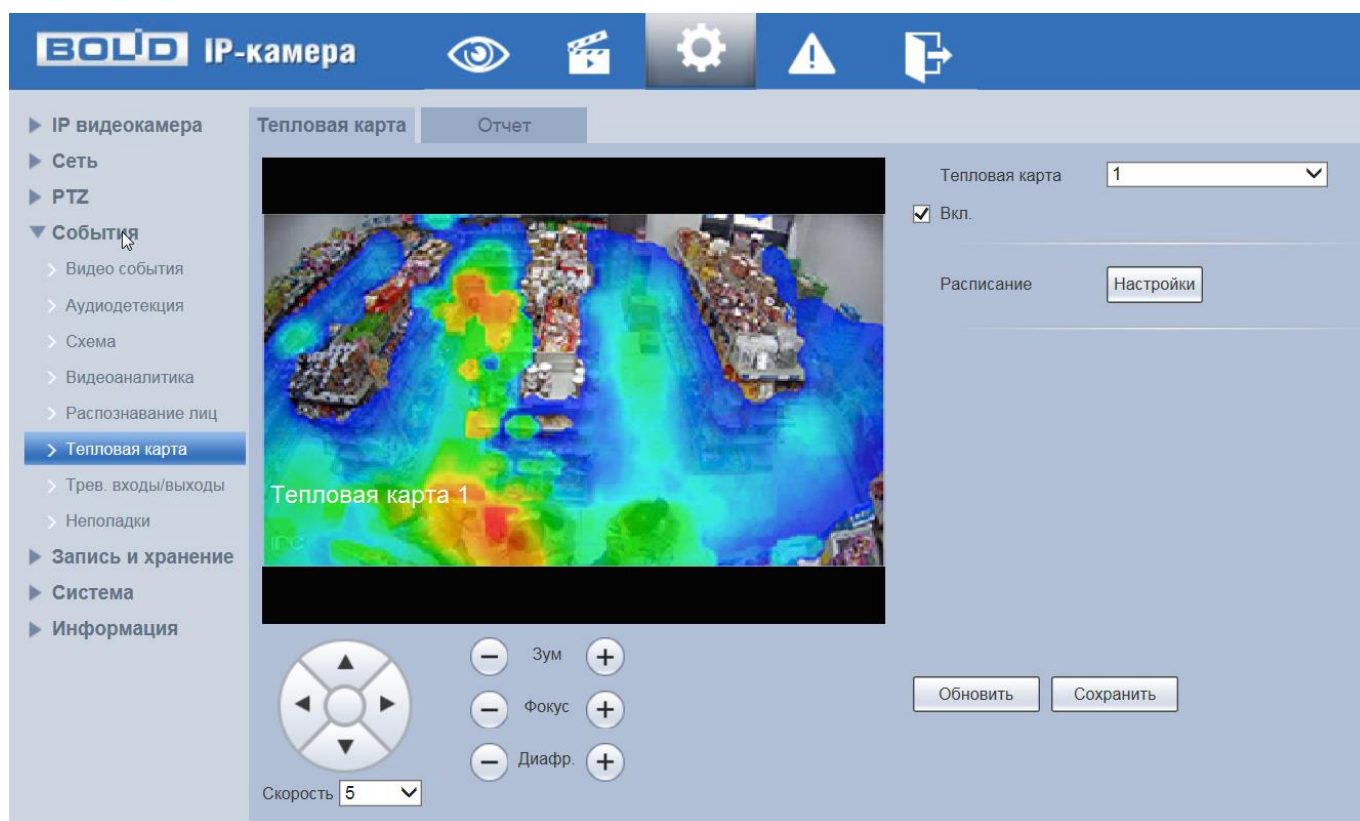 BOLID IP-камера
IP видеокамера
Сеть
PTZ
События
Видео события
Аудиодетекция
Схема
Видеоаналитика
Распознавание лиц
Тепловая карта
Трев. входы/выходы
Неполадки
Запись и хранение
Система
Информация
Тепловая карта
Отчет
Тепловая карта 1
IPC
Скорость 5
Зум
Фокус
Диафр.
Тепловая карта 1
Вкл.
Расписание Настройки
Обновить Сохранить